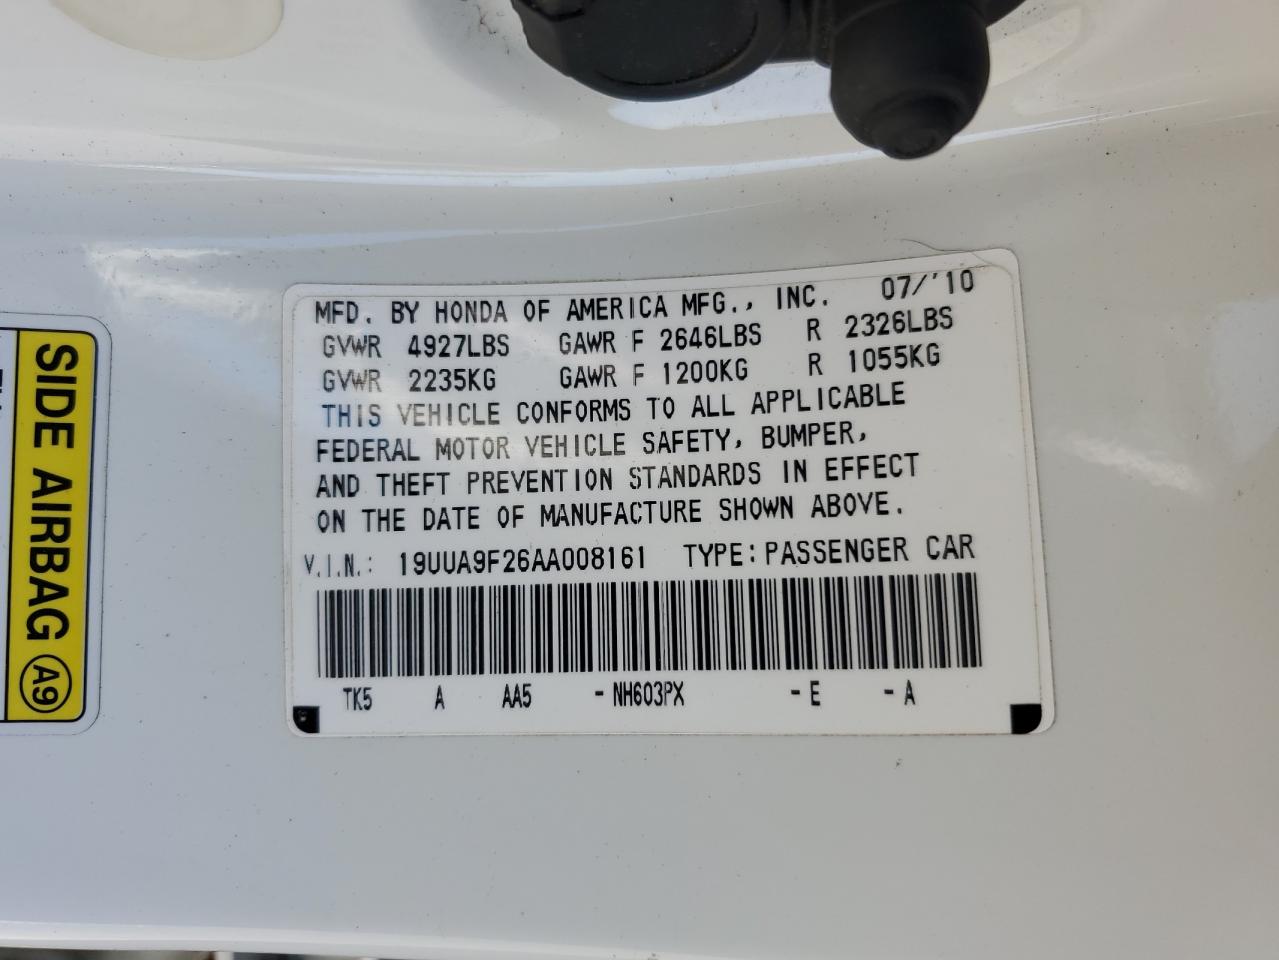 MFD. BY HONDA OF AMERICA MFG., INC. 07/'10
GVWR 4927LBS GAWR F 2646LBS R 2326LBS
GVWR 2235KG GAWR F 1200KG R 1055KG
THIS VEHICLE CONFORMS TO ALL APPLICABLE
FEDERAL MOTOR VEHICLE SAFETY, BUMPER,
AND THEFT PREVENTION STANDARDS IN EFFECT
ON THE DATE OF MANUFACTURE SHOWN ABOVE.
V.I.N.: 19UUA9F26AA008161 TYPE:PASSENGER CAR
TK5 A AA5 -NH603PX -E -A
SIDE AIRBAG A9